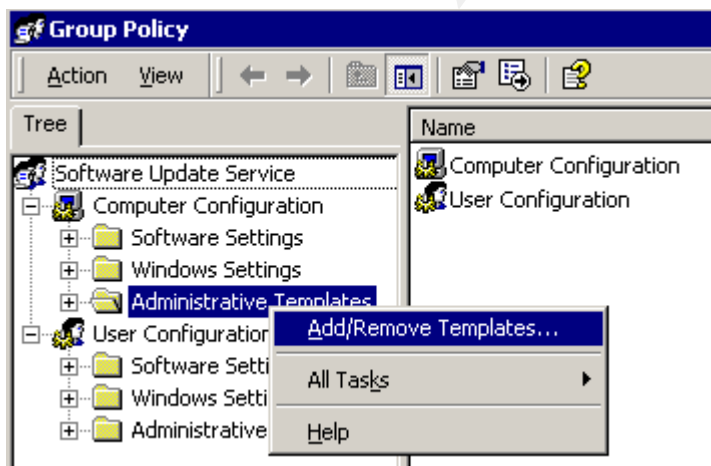 Group Policy
Action View
Tree
Name
Software Update Service
Computer Configuration
Computer Configuration
User Configuration
Software Settings
Windows Settings
Administrative Templates
User Configuration
Add/Remove Templates...
Software Setti
All Tasks
Windows Setti
Administrative
Help